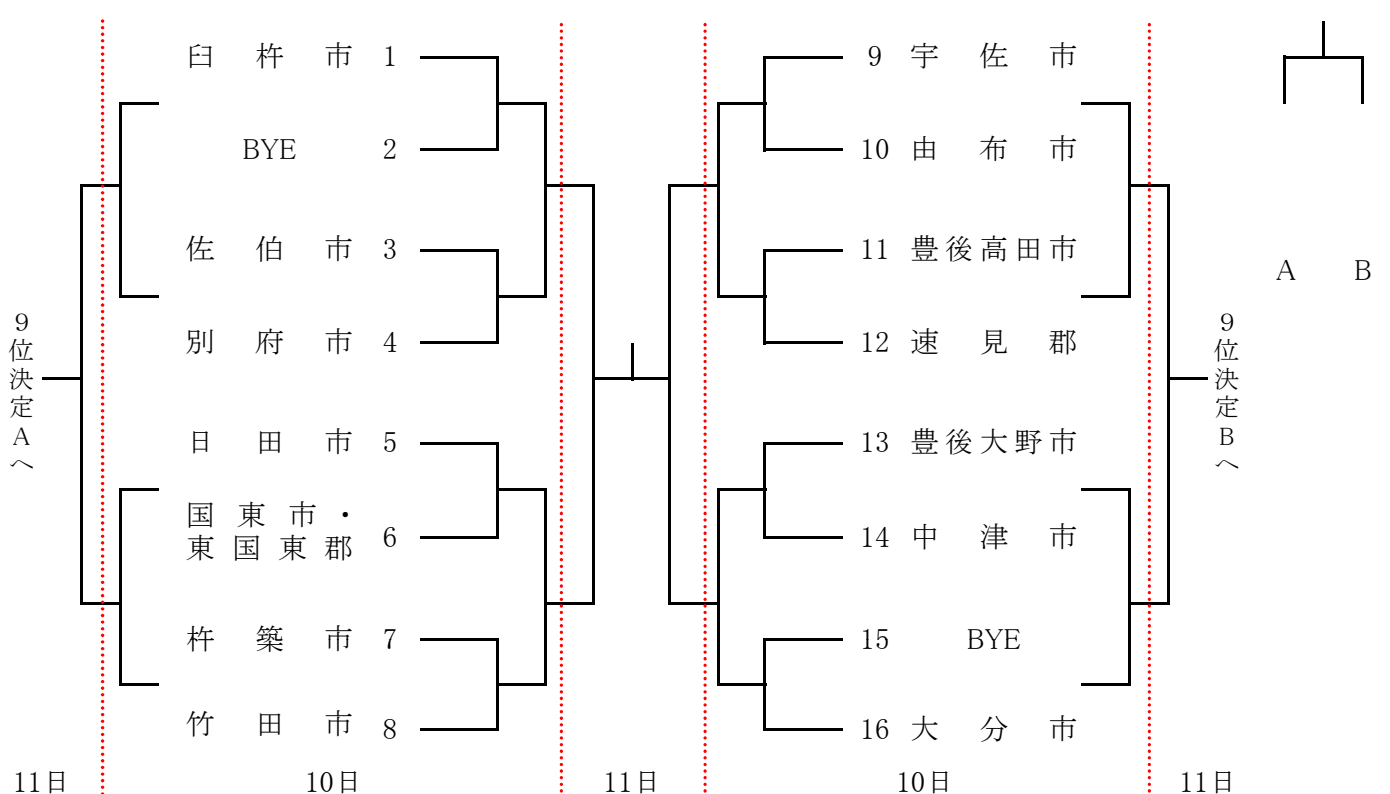 臼杵市 1
BYE 2
佐伯市 3
別府市 4
日田市 5
国東市・
東国東郡 6
杵築市 7
竹田市 8
9位決定Aへ
9 宇佐市
10 由布市
11 豊後高田市
12 速見郡
13 豊後大野市
14 中津市
15 BYE
16 大分市
9位決定Bへ
A B
11日 10日 11日 10日 11日